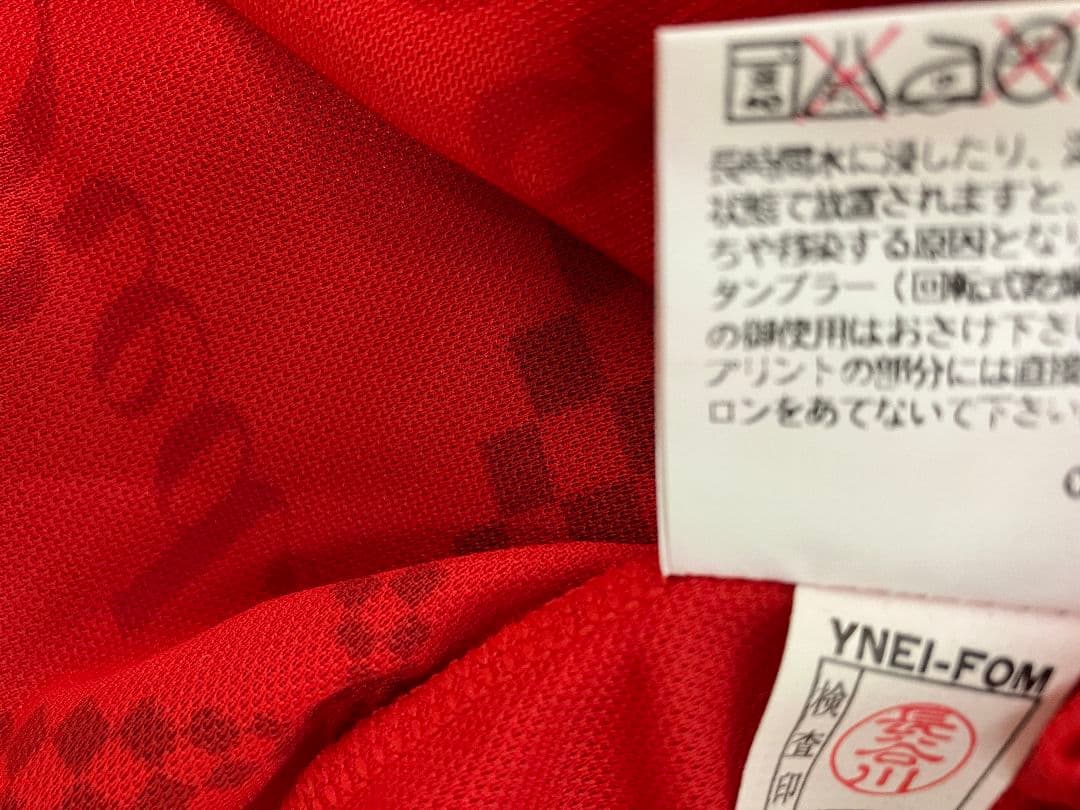 長時間水に浸したり、
状態で放置されますと、
ちや移染する原因となり
タンブラー（回転式乾燥
の御使用はおさけ下さ
プリントの部分には直接
ロンをあてないで下さい
YNEI-FOM
検査印
長谷川